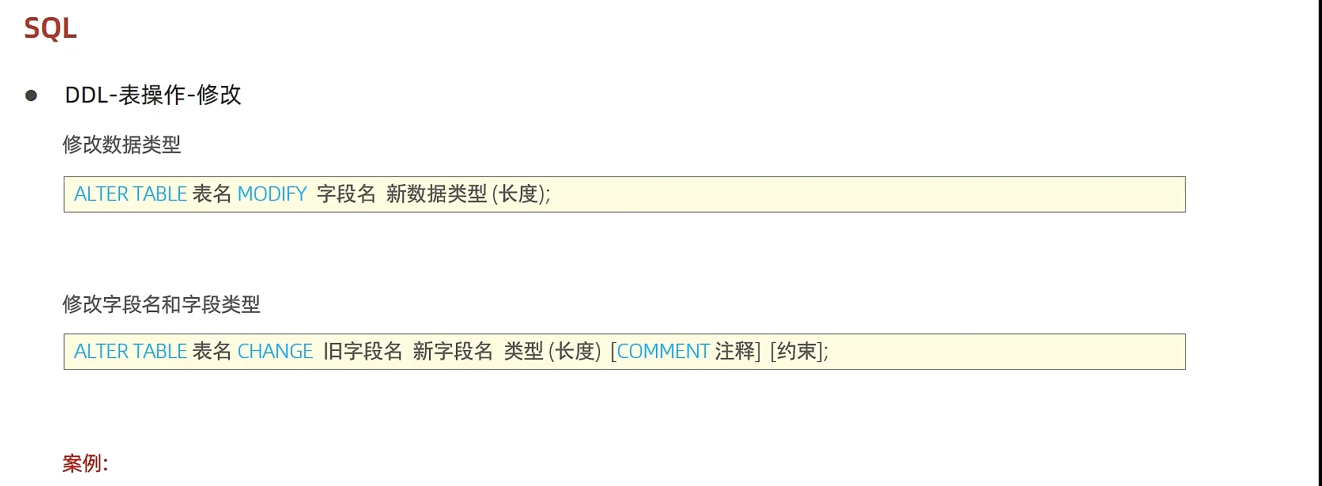 SQL
DDL-表操作-修改
修改数据类型
ALTER TABLE 表名 MODIFY 字段名 新数据类型 (长度);
修改字段名和字段类型
ALTER TABLE 表名 CHANGE 旧字段名 新字段名 类型 (长度) [COMMENT 注释] [约束];
案例: